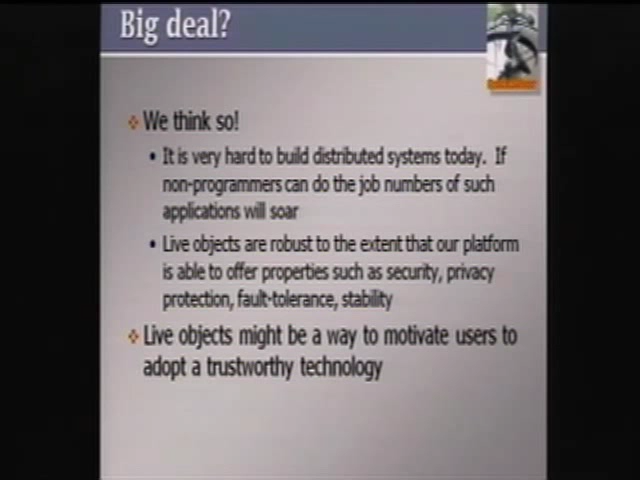 Big deal?
We think so!
It is very hard to build distributed systems today. If
non-programmers can do the job numbers of such
applications will soar
Live objects are robust to the extent that our platform
is able to offer properties such as security, privacy
protection, fault-tolerance, stability
Live objects might be a way to motivate users to
adopt a trustworthy technology